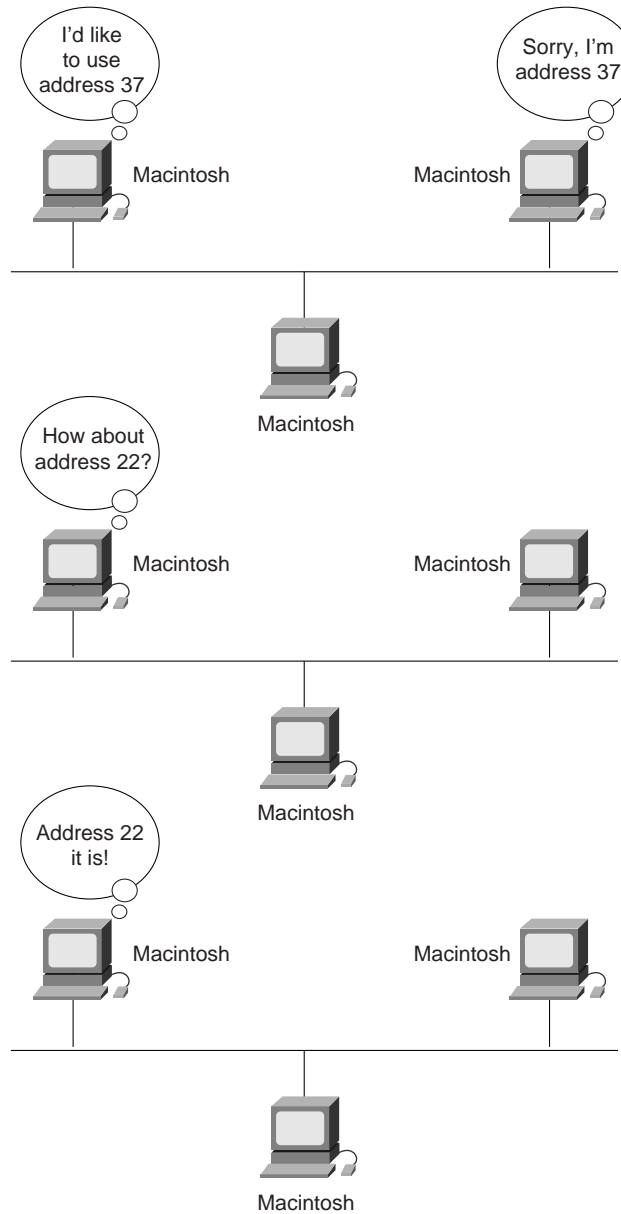 I’d like
to use
address 37
Sorry, I’m
address 37
Macintosh
Macintosh
Macintosh
How about
address 22?
Macintosh
Macintosh
Macintosh
Address 22
it is!
Macintosh
Macintosh
Macintosh